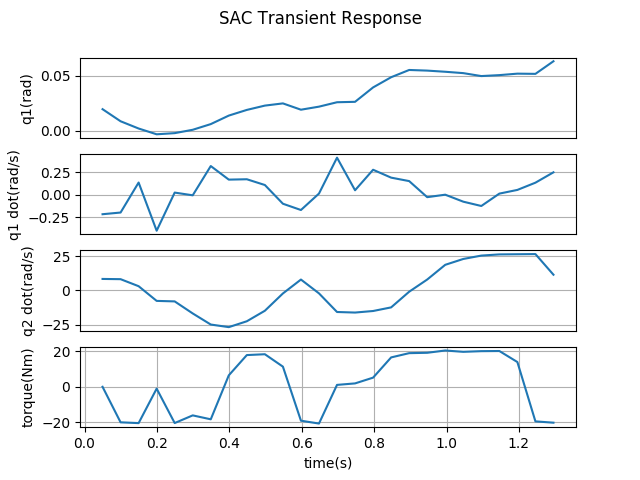 SAC Transient Response
q1(rad)
0.05
0.00
q1 dot(rad/s)
0.25
0.00
−0.25
q2 dot(rad/s)
25
0
−25
torque(Nm)
20
0
−20
0.0 0.2 0.4 0.6 0.8 1.0 1.2
time(s)